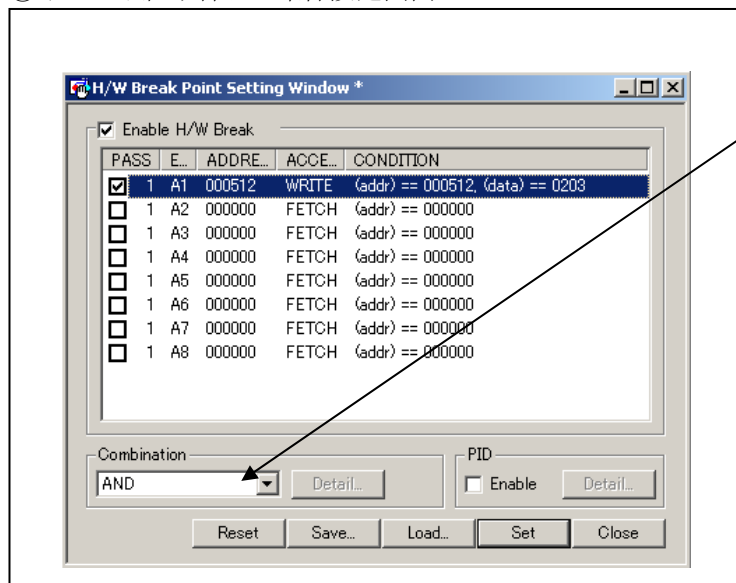 H/W Break Point Setting Window *
Enable H/W Break
PASS E... ADDRE... ACCE... CONDITION
1 A1 000512 WRITE (addr) == 000512, (data) == 0203
1 A2 000000 FETCH (addr) == 000000
1 A3 000000 FETCH (addr) == 000000
1 A4 000000 FETCH (addr) == 000000
1 A5 000000 FETCH (addr) == 000000
1 A6 000000 FETCH (addr) == 000000
1 A7 000000 FETCH (addr) == 000000
1 A8 000000 FETCH (addr) == 000000
Combination
PID
AND
Detail...
Enable
Detail...
Reset Save... Load... Set Close